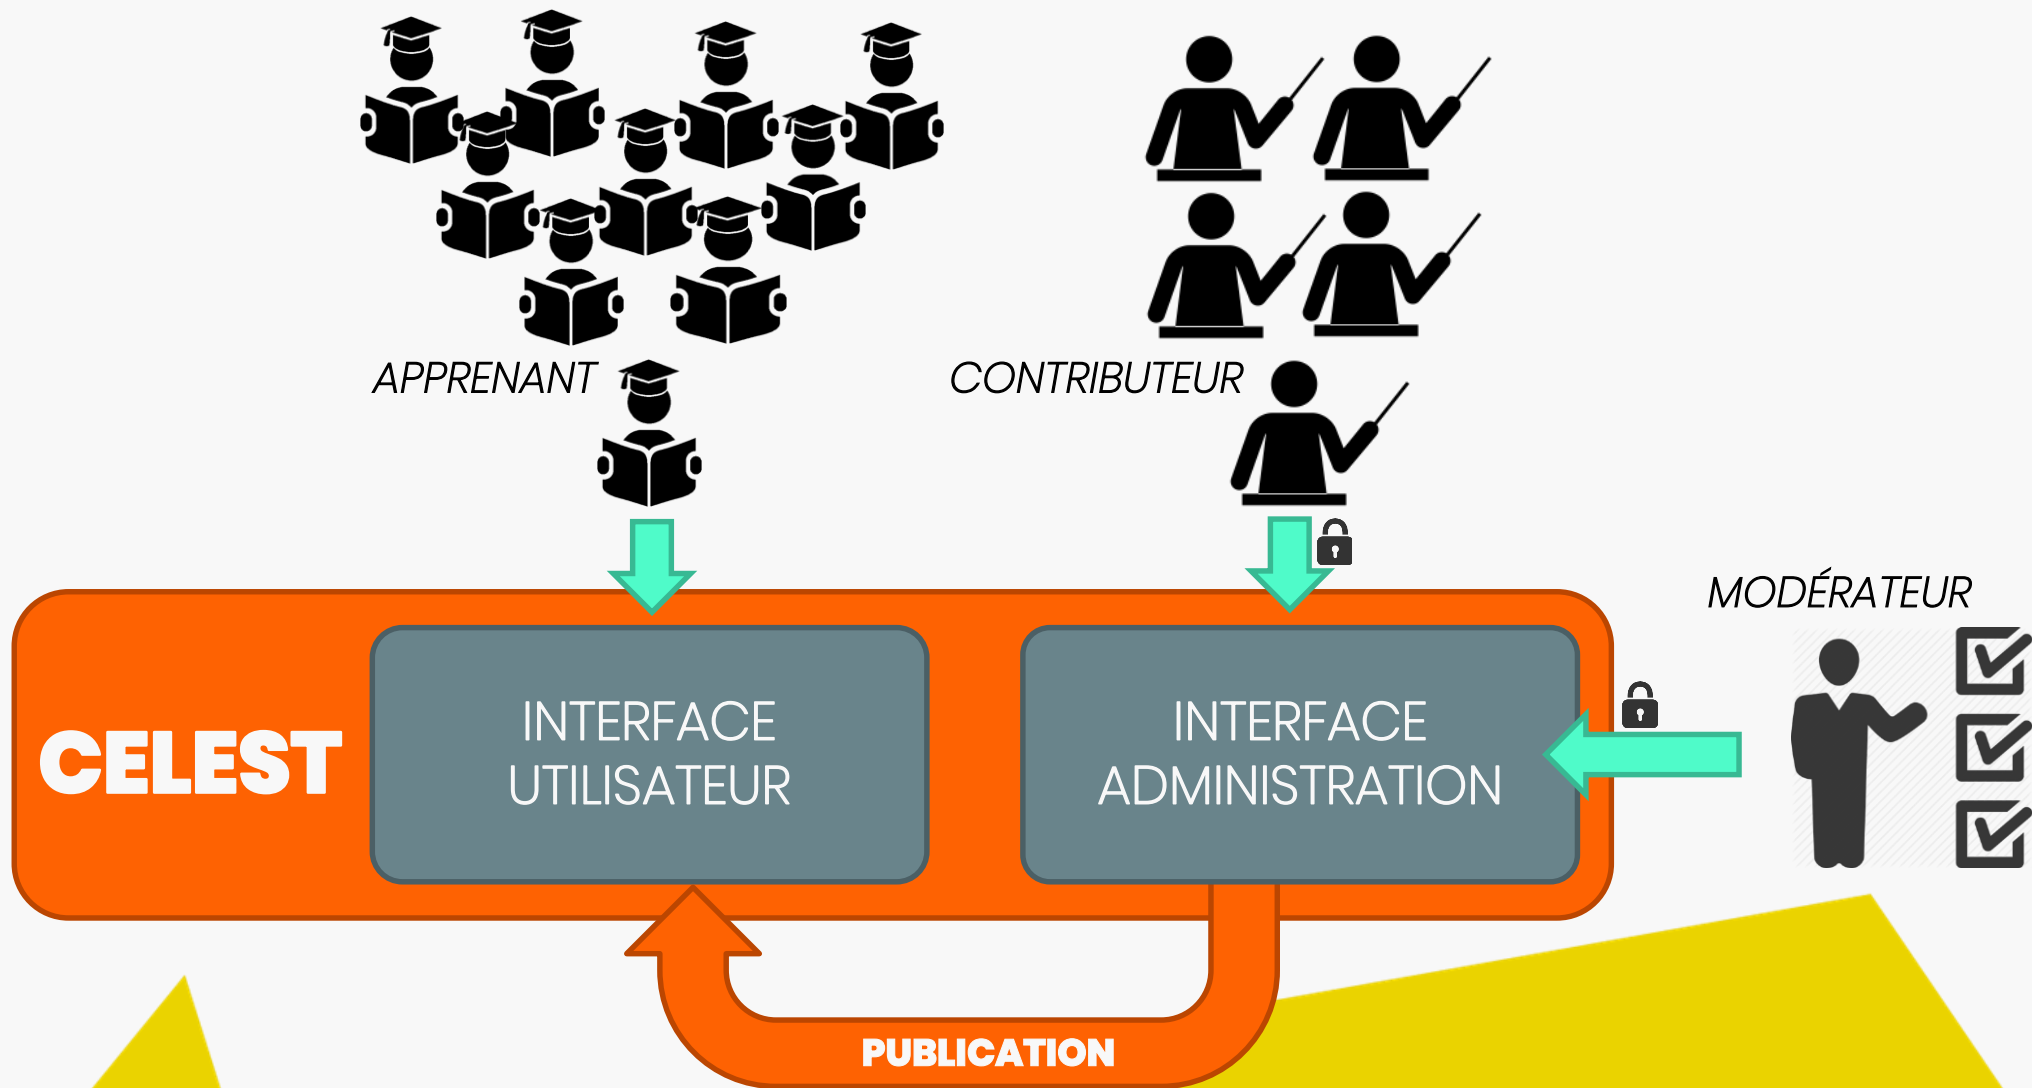 APPRENANT
CONTRIBUTEUR
MODÉRATEUR
CELEST
INTERFACE
UTILISATEUR
INTERFACE
ADMINISTRATION
PUBLICATION